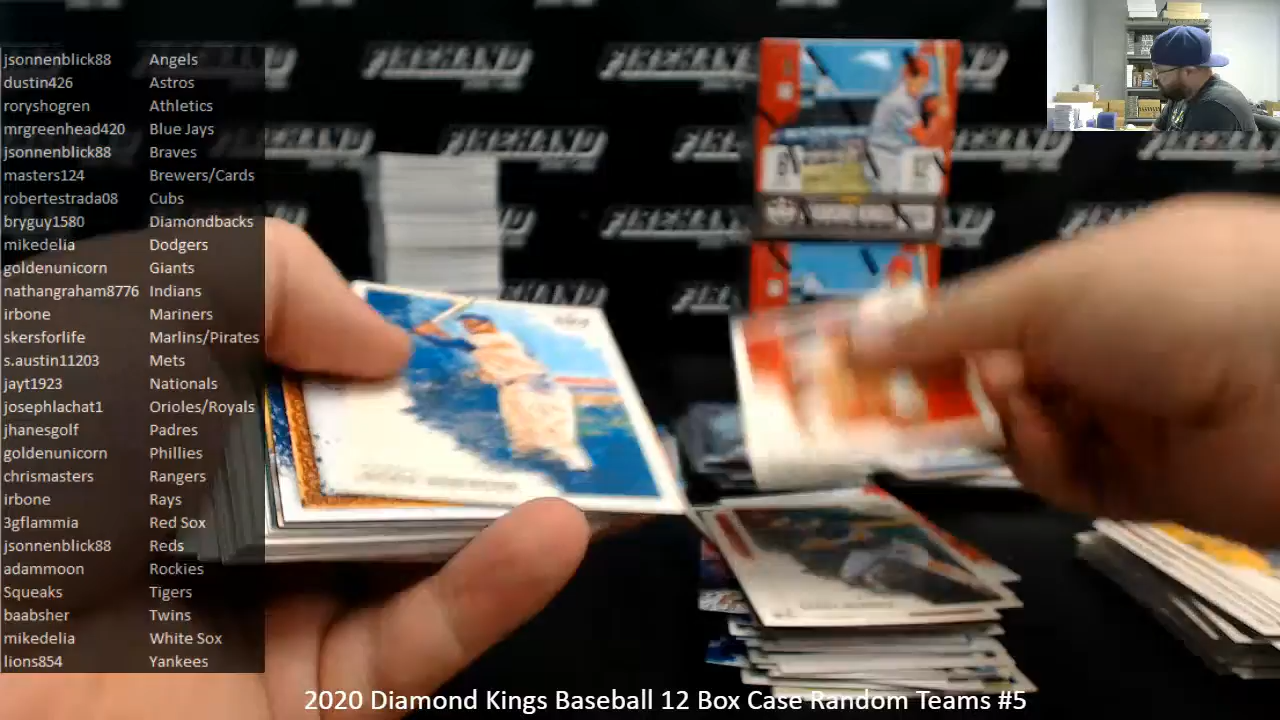 jsonnenblick88 Angels
dustin426 Astros
roryshogren Athletics
mrgreenhead420 Blue Jays
jsonnenblick88 Braves
masters124 Brewers/Cards
robertestrada08 Cubs
bryguy1580 Diamondbacks
mikedelia Dodgers
goldenunicorn Giants
nathangraham8776 Indians
irbone Mariners
skersforlife Marlins/Pirates
s.austin11203 Mets
jayt1923 Nationals
josephlachat1 Orioles/Royals
jhanesgolf Padres
goldenunicorn Phillies
chrismasters Rangers
irbone Rays
3gflammia Red Sox
jsonnenblick88 Reds
adammoon Rockies
Squeaks Tigers
baabsher Twins
mikedelia White Sox
lions854 Yankees
FIREHAND FIREHAND
FIREHAND
2020 Diamond Kings Baseball 12 Box Case Random Teams #5